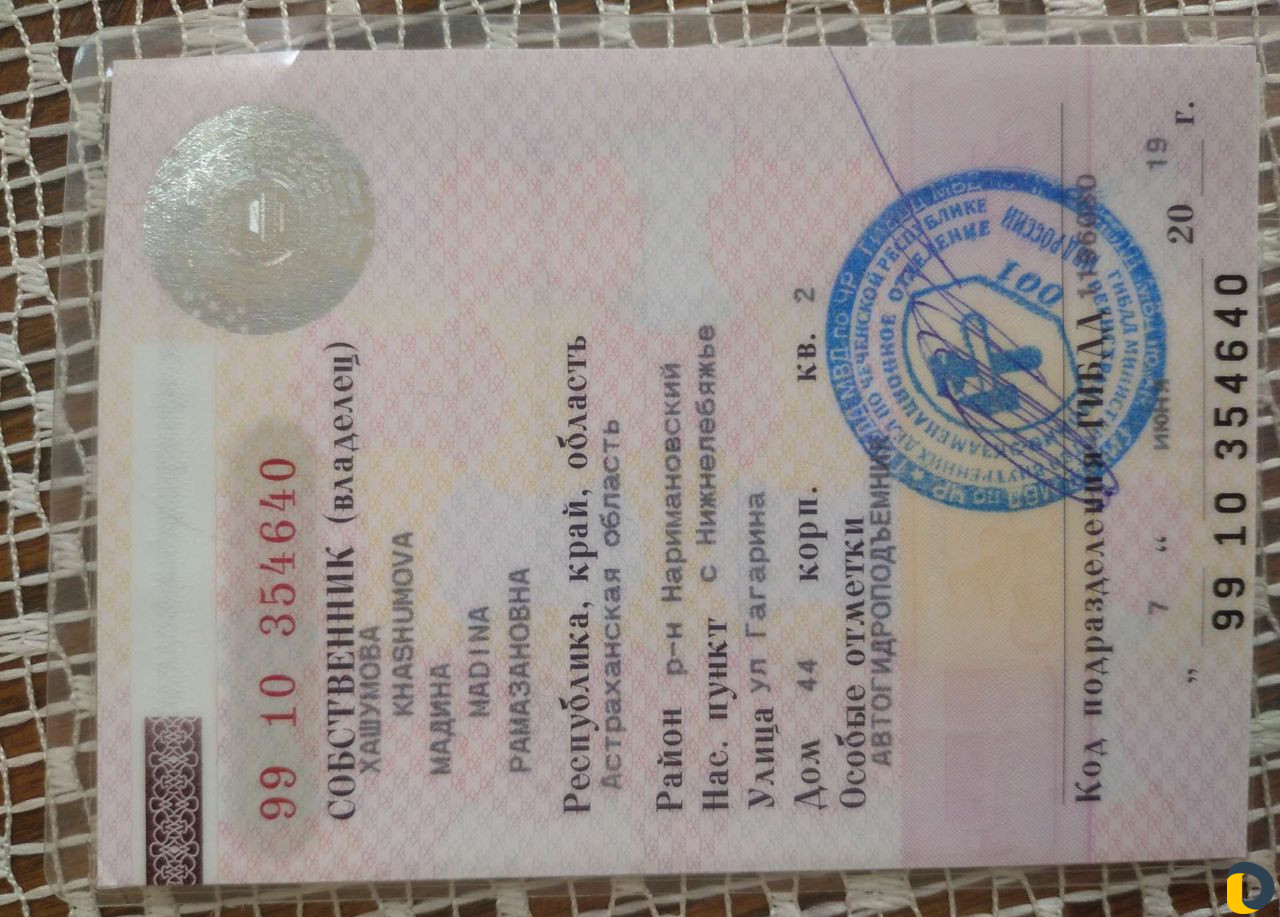 99 10 354640
СОБСТВЕННИК (владелец)
ХАШУМОВА
KHASHUMOVA
МАДИНА
MADINA
РАМАЗАНОВНА
Республика, край, область
Астраханская область
Район р-н Наримановский
Нас. пункт с Нижнелебяжье
Улица ул Гагарина
Дом 44 корп. кв. 2
Особые отметки
АВТОГИДРОПОДЪЕМНИК
001
Код подразделения ГИБДД
„ 7 “ июня 20 19 г.
99 10 354640